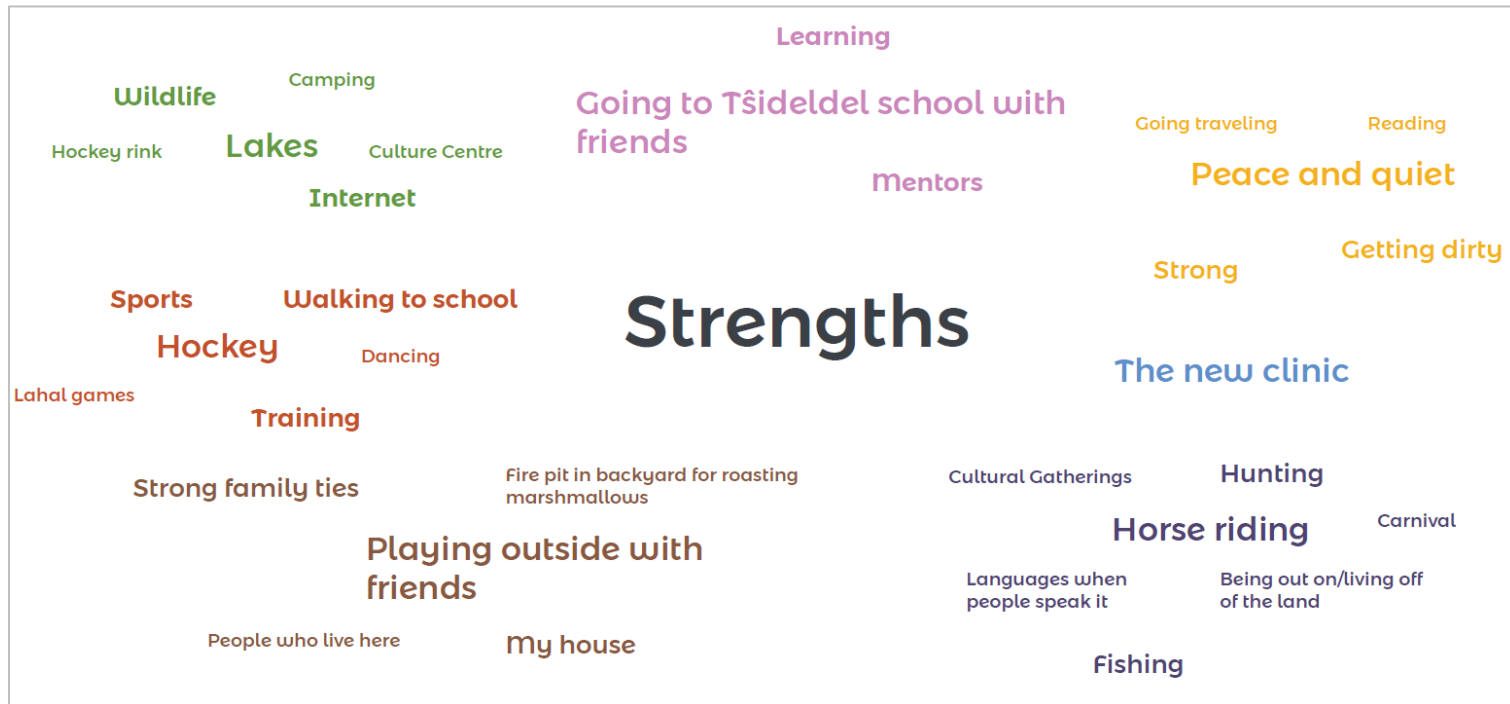 Learning
Camping
Wildlife
Going to Tŝideldel school with
friends
Going traveling
Reading
Hockey rink
Lakes
Culture Centre
Peace and quiet
Mentors
Internet
Getting dirty
Strong
Sports
Walking to school
Strengths
Hockey
Dancing
The new clinic
Lahal games
Training
Strong family ties
Fire pit in backyard for roasting
marshmallows
Cultural Gatherings
Hunting
Horse riding
Carnival
Playing outside with
friends
Languages when
people speak it
Being out on/living off
of the land
People who live here
My house
Fishing